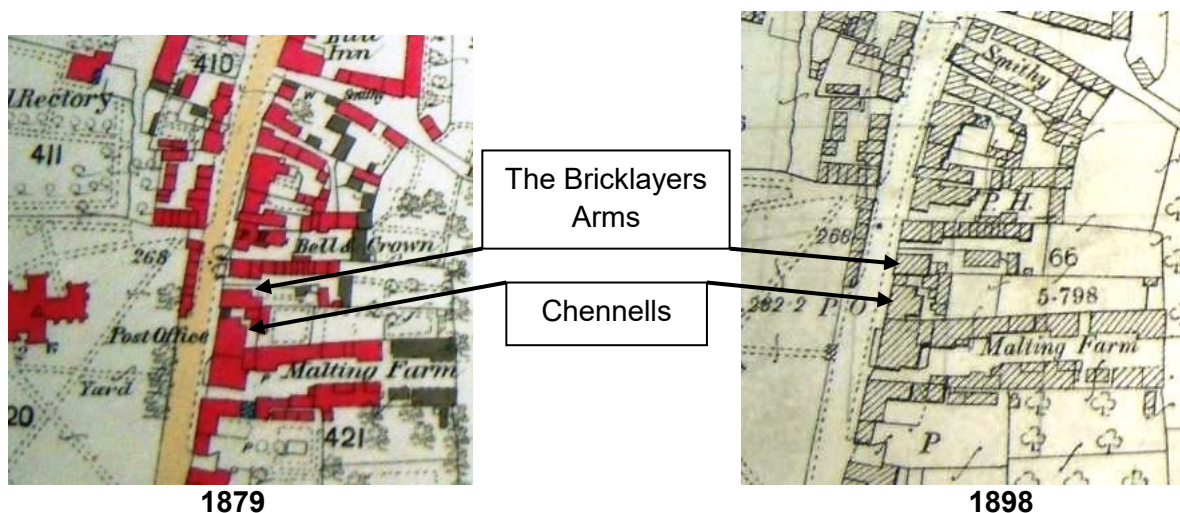 410
Inn
Smithy
W
Rectory
411
P.H.
268
Bell & Crown
W
Post Office
Malting Farm
P
Yard
20
421
P
1879
The Bricklayers
Arms
Chennells
Smithy
P. H.
268
66
282·2
P. O.
5·798
Malting Farm
P
1898